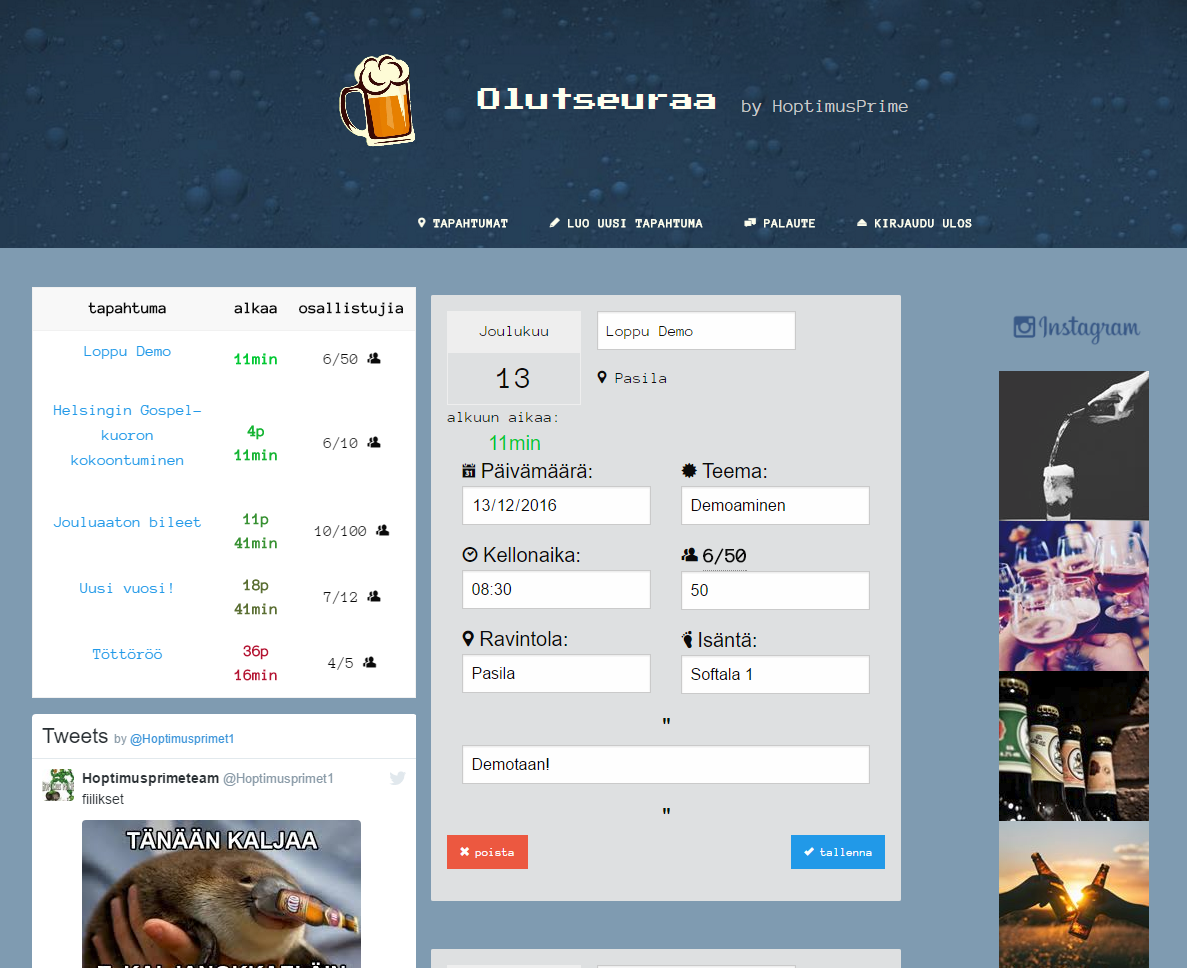 Olutseuraa by HoptimusPrime
TAPAHTUMAT LUO UUSI TAPAHTUMA PALAUTE KIRJAUDU ULOS
tapahtuma alkaa osallistujia
Loppu Demo 11min 6/50
Helsingin Gospel-
kuoron
kokoontuminen
4p
11min
6/10
Jouluaaton bileet
11p
41min
10/100
Uusi vuosi!
18p
41min
7/12
Töttöröö
36p
16min
4/5
Tweets by @Hoptimusprimet1
Hoptimusprimeteam @Hoptimusprimet1
fiilikset
TÄNÄÄN KALJAA
Joulukuu
13
Loppu Demo
Pasila
alkuun aikaa:
11min
Päivämäärä:
13/12/2016
Teema:
Demoaminen
Kellonaika:
08:30
6/50
50
Ravintola:
Pasila
Isäntä:
Softala 1
"
Demotaan!
"
poista
tallenna
Instagram